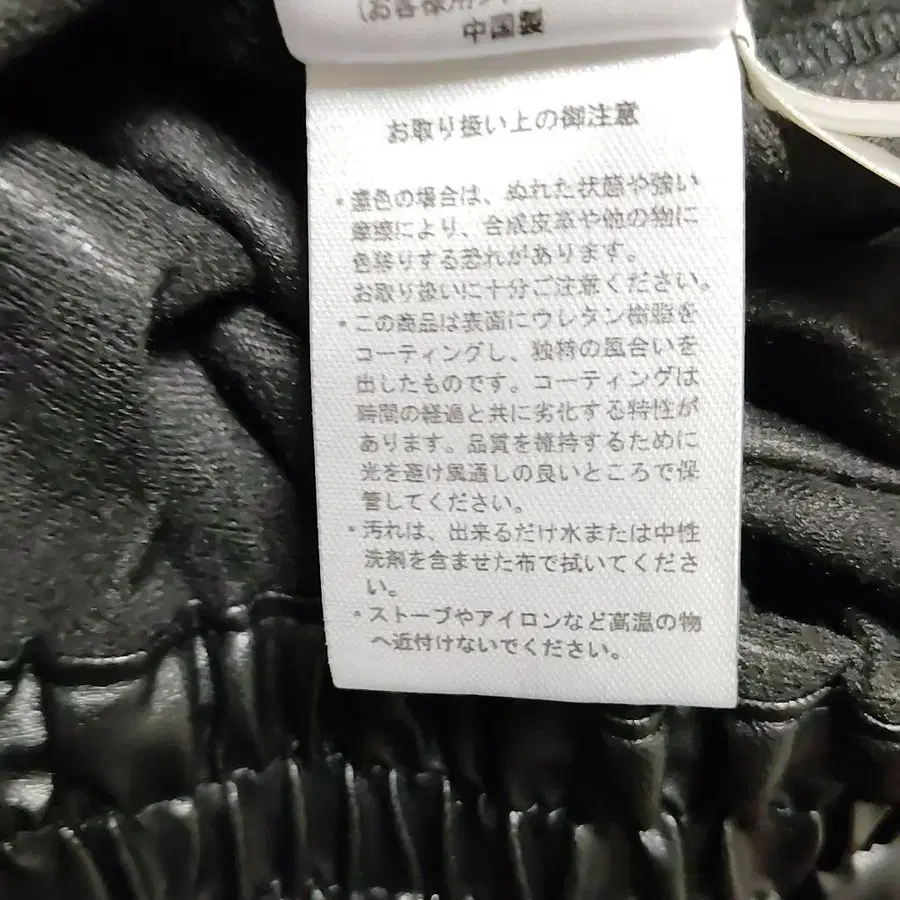 (お客様用
中国製
お取り扱い上の御注意
*濃色の場合は、ぬれた状態や強い
摩擦により、合成皮革や他の物に
色移りする恐れがあります。
お取り扱いに十分ご注意ください。
*この商品は表面にウレタン樹脂を
コーティングし、独特の風合いを
出したものです。コーティングは
時間の経過と共に劣化する特性が
あります。品質を維持するために
光を避け風通しの良いところで保
管してください。
*汚れは、出来るだけ水または中性
洗剤を含ませた布で拭いてくださ
い。
*ストーブやアイロンなど高温の物
へ近付けないでください。